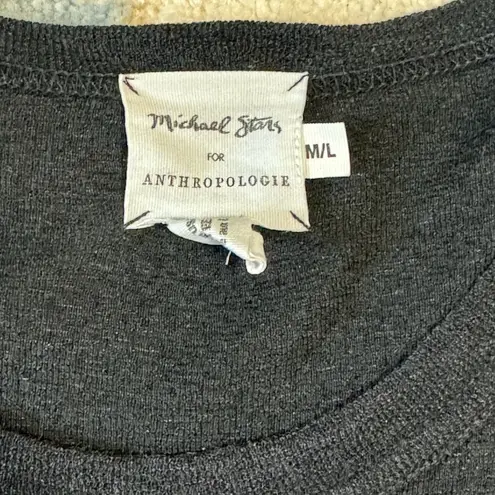 Michael Stars
FOR
ANTHROPOLOGIE
M/L